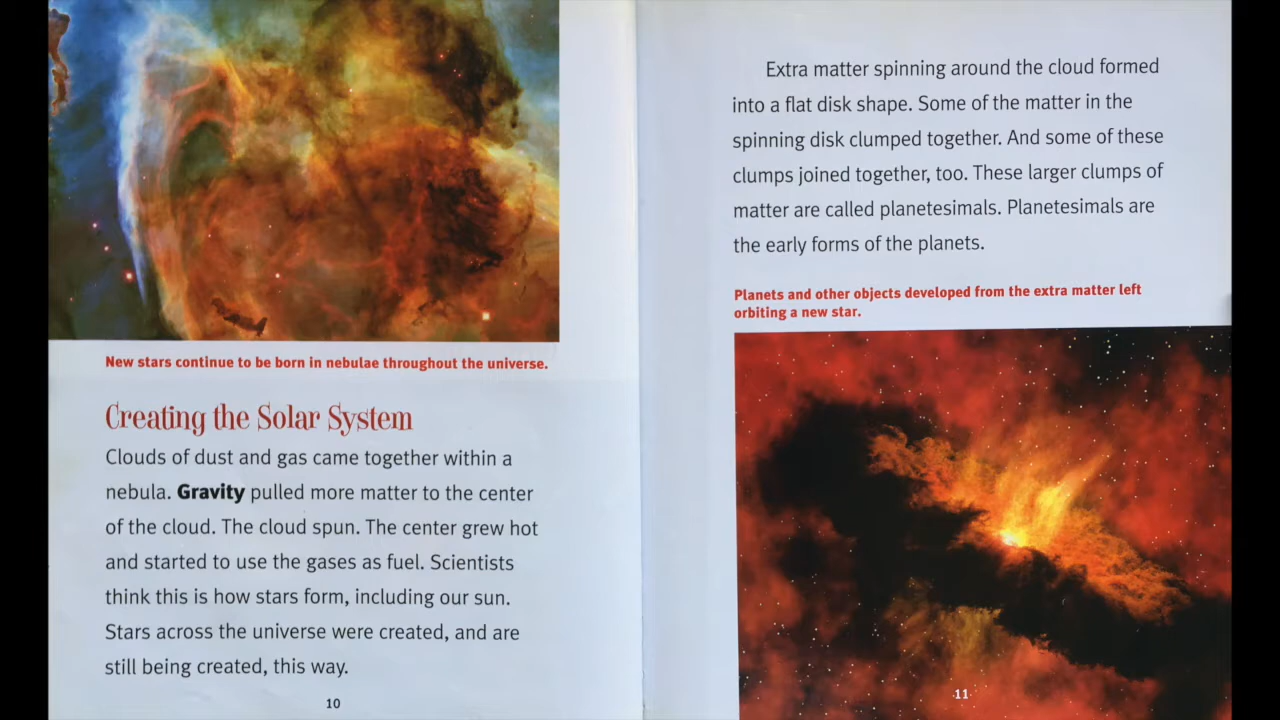 New stars continue to be born in nebulae throughout the universe.
Creating the Solar System
Clouds of dust and gas came together within a
nebula. Gravity pulled more matter to the center
of the cloud. The cloud spun. The center grew hot
and started to use the gases as fuel. Scientists
think this is how stars form, including our sun.
Stars across the universe were created, and are
still being created, this way.
10
Extra matter spinning around the cloud formed
into a flat disk shape. Some of the matter in the
spinning disk clumped together. And some of these
clumps joined together, too. These larger clumps of
matter are called planetesimals. Planetesimals are
the early forms of the planets.
Planets and other objects developed from the extra matter left
orbiting a new star.
11